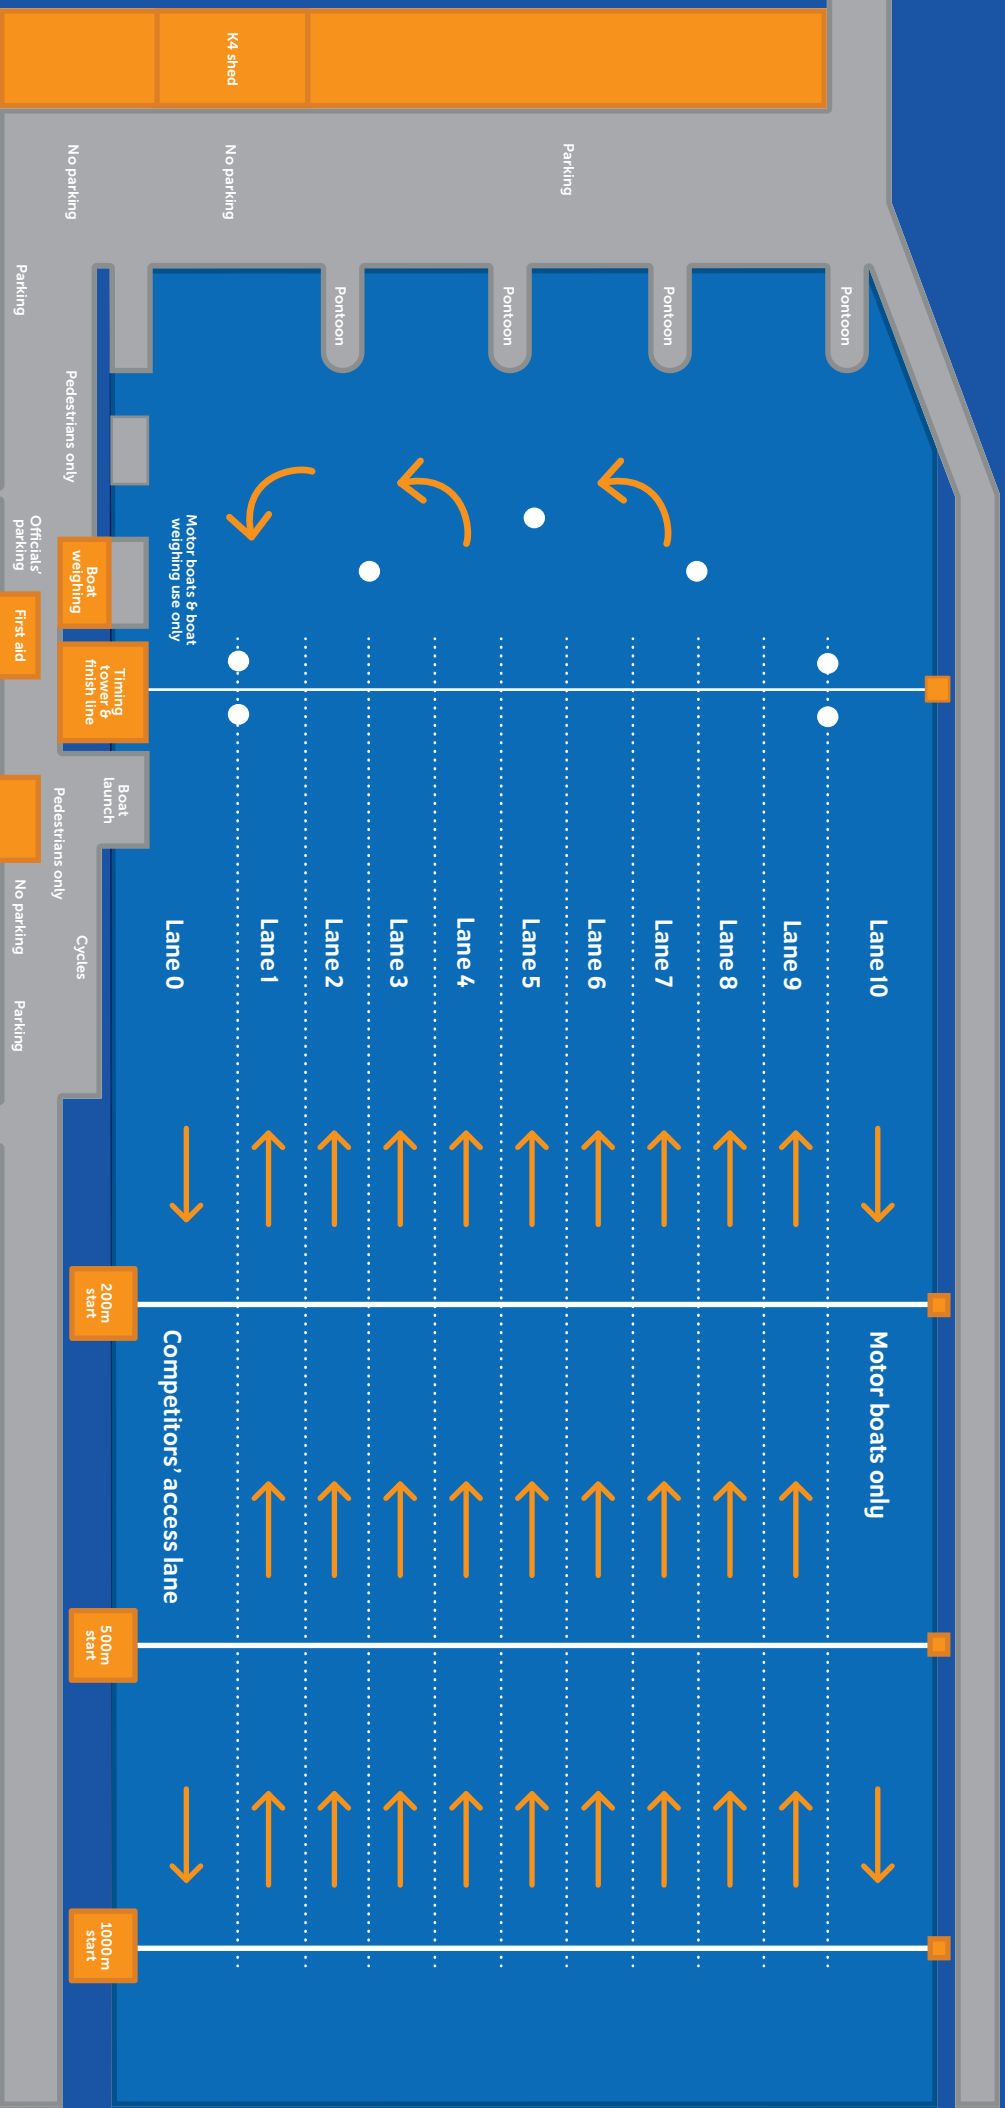 K4 shed
No parking
No parking
Parking
Parking
Pedestrians only
Pontoon
Pontoon
Pontoon
Pontoon
Officials'
parking
Boat
weighing
First aid
Motor boats & boat
weighing use only
Timing
tower &
finish line
Boat
launch
Pedestrians only
No parking
Cycles
Parking
Lane 0
Lane 1
Lane 2
Lane 3
Lane 4
Lane 5
Lane 6
Lane 7
Lane 8
Lane 9
Lane 10
200m
start
Competitors’ access lane
Motor boats only
500m
start
1000m
start